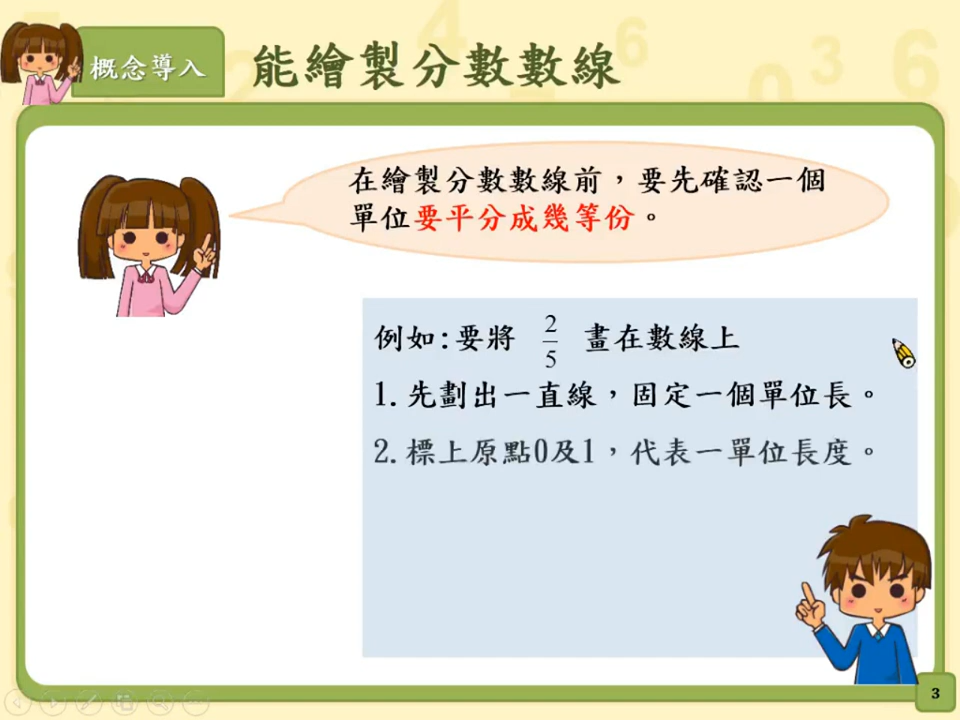 概念導入
能繪製分數數線
在繪製分數數線前，要先確認一個
單位要平分成幾等份。
例如:要將 2/5 畫在數線上
1.先劃出一直線，固定一個單位長。
2.標上原點0及1，代表一單位長度。
3